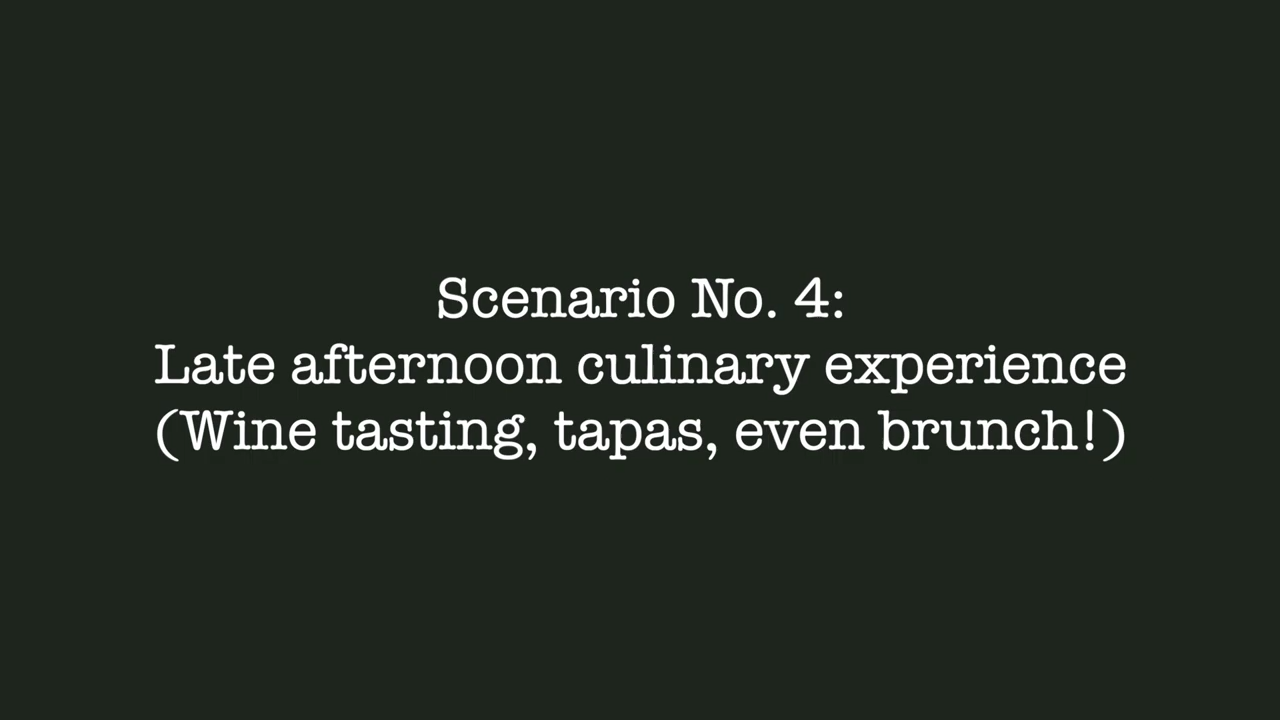 Scenario No. 4:
Late afternoon culinary experience
(Wine tasting, tapas, even brunch!)